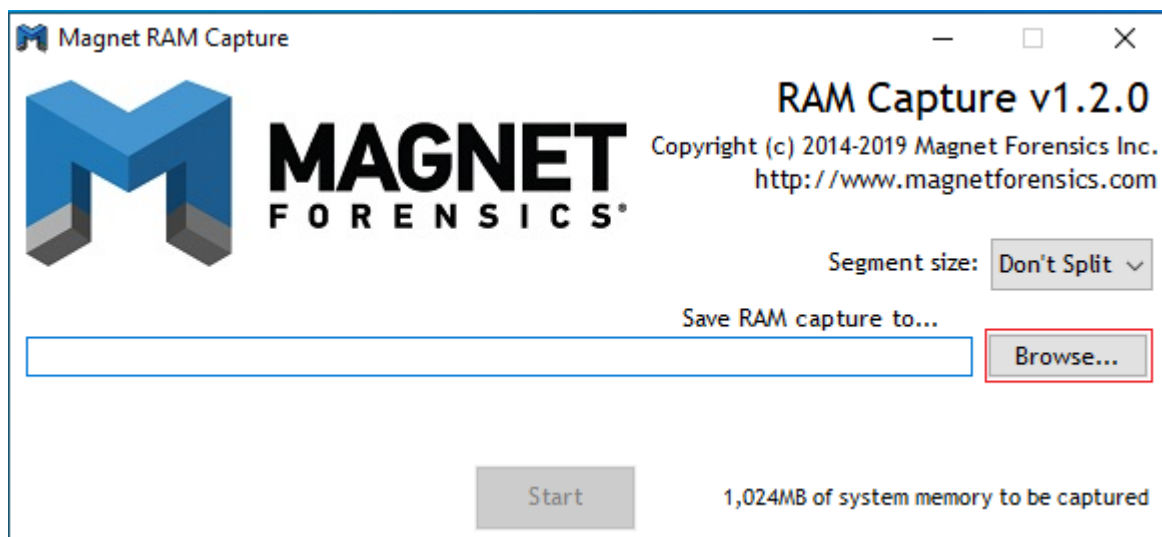 Magnet RAM Capture
MAGNET
FORENSICS®
RAM Capture v1.2.0
Copyright (c) 2014-2019 Magnet Forensics Inc.
http://www.magnetforensics.com
Segment size: Don't Split
Save RAM capture to...
Browse...
Start
1,024MB of system memory to be captured